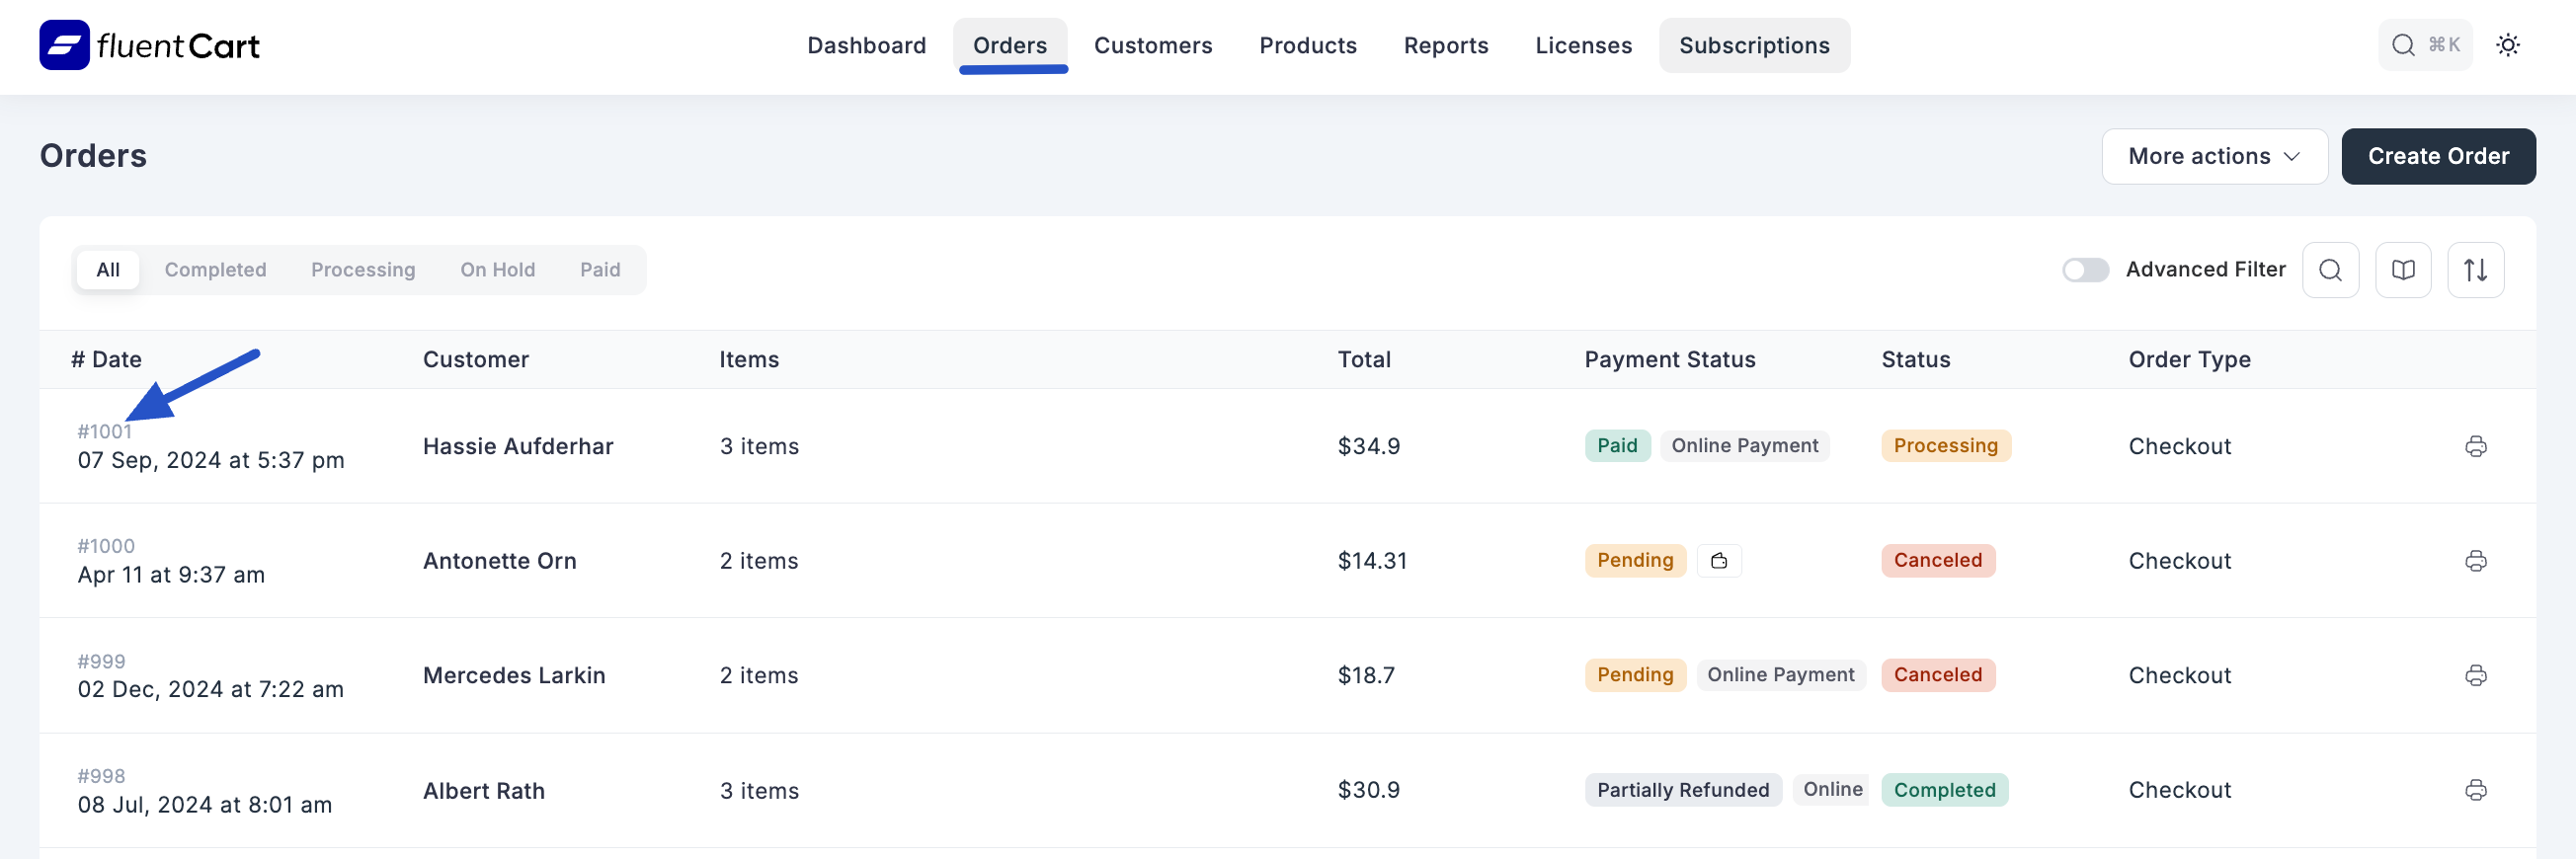 fluentCart Dashboard Orders Customers Products Reports Licenses Subscriptions ⌘K
Orders More actions Create Order
All Completed Processing On Hold Paid Advanced Filter
# Date Customer Items Total Payment Status Status Order Type
#1001
07 Sep, 2024 at 5:37 pm Hassie Aufderhar 3 items $34.9 Paid Online Payment Processing Checkout
#1000
Apr 11 at 9:37 am Antonette Orn 2 items $14.31 Pending Canceled Checkout
#999
02 Dec, 2024 at 7:22 am Mercedes Larkin 2 items $18.7 Pending Online Payment Canceled Checkout
#998
08 Jul, 2024 at 8:01 am Albert Rath 3 items $30.9 Partially Refunded Online Completed Checkout